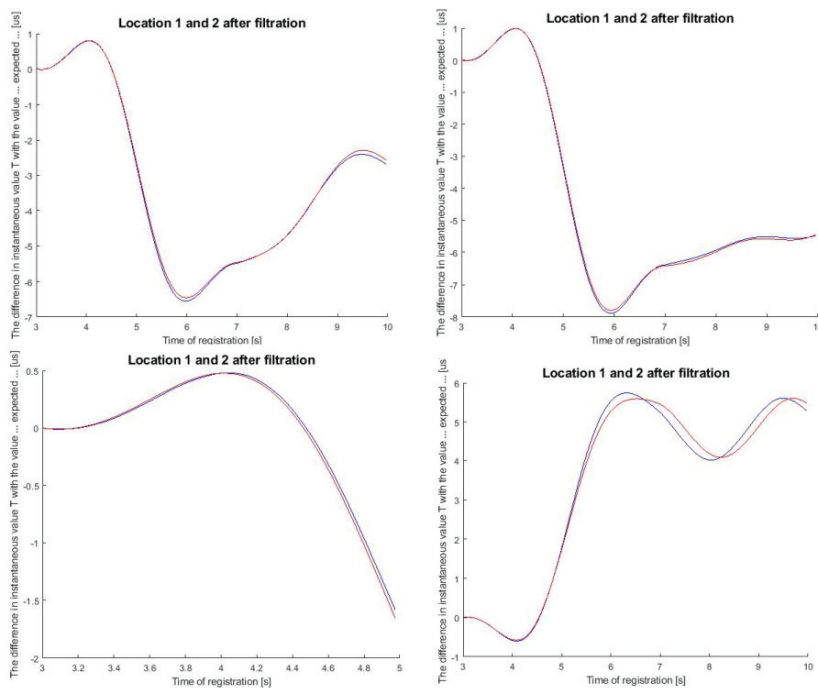 Location 1 and 2 after filtration
The difference in instantaneous value T with the value ... expected ... [us]
1
0
-1
-2
-3
-4
-5
-6
-7
3 4 5 6 7 8 9 10
Time of registration [s]
Location 1 and 2 after filtration
The difference in instantaneous value T with the value ... expected ... [us
1
0
-1
-2
-3
-4
-5
-6
-7
-8
3 4 5 6 7 8 9 10
Time of registration [s]
Location 1 and 2 after filtration
The difference in instantaneous value T with the value ... expected ... [us]
0.5
0
-0.5
-1
-1.5
-2
3 3.2 3.4 3.6 3.8 4 4.2 4.4 4.6 4.8 5
Time of registration [s]
Location 1 and 2 after filtration
The difference in instantaneous value T with the value ... expected ... [us
6
5
4
3
2
1
0
-1
3 4 5 6 7 8 9 10
Time of registration [s]